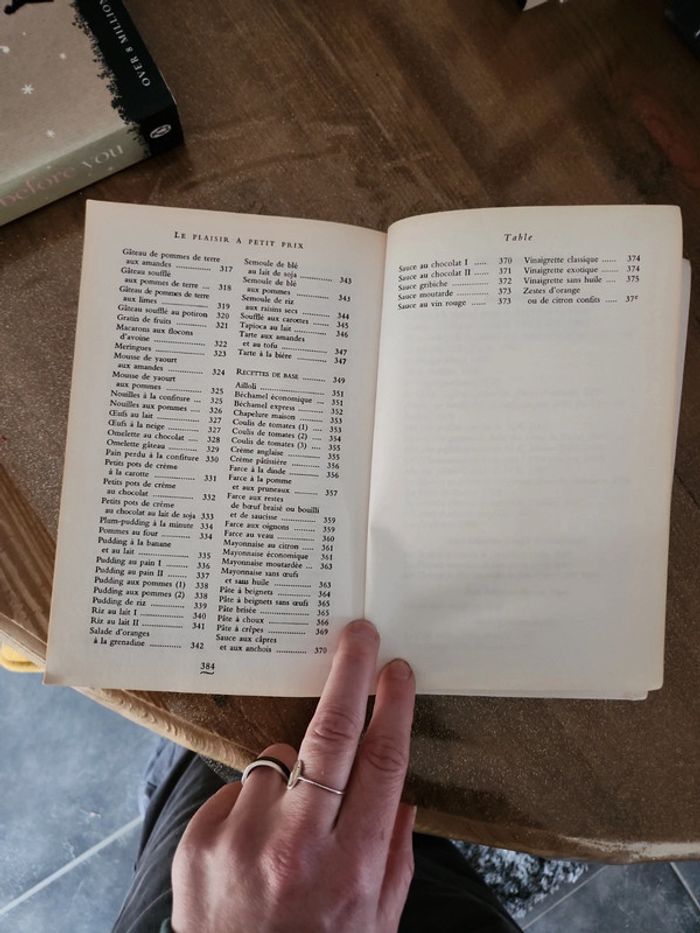 OVER 8 MILLION
before you
LE PLAISIR A PETIT PRIX
Gâteau de pommes de terre
aux amandes ............ 317
Gâteau soufflé
aux pommes de terre ... 318
Gâteau de pommes de terre
aux limes ............ 319
Gâteau soufflé au potiron 320
Gratin de fruits ............ 321
Macarons aux flocons
d'avoine ............ 322
Meringues ............ 323
Mousse de yaourt
aux amandes ............ 324
Mousse de yaourt
aux pommes ............ 325
Nouilles à la confiture ... 325
Nouilles aux pommes .... 326
Œufs au lait ............ 327
Œufs à la neige ............ 327
Omelette au chocolat .... 328
Omelette gâteau ............ 329
Pain perdu à la confiture 330
Petits pots de crème
à la carotte ............ 331
Petits pots de crème
au chocolat ............ 332
Petits pots de crème
au chocolat au lait de soja 333
Plum-pudding à la minute 334
Pommes au four ............ 334
Pudding à la banane
et au lait ............ 335
Pudding au pain I ............ 336
Pudding au pain II ............ 337
Pudding aux pommes (1) 338
Pudding aux pommes (2) 338
Pudding de riz ............ 339
Riz au lait I ............ 340
Riz au lait II ............ 341
Salade d'oranges
à la grenadine ............ 342
Semoule de blé
au lait de soja ............ 343
Semoule de blé
aux pommes ............ 343
Semoule de riz
aux raisins secs ............ 344
Soufflé aux carottes ...... 345
Tapioca au lait ............ 346
Tarte aux amandes
et au tofu ............ 347
Tarte à la bière ............ 347
RECETTES DE BASE ........ 349
Ailloli ............ 351
Béchamel économique ... 351
Béchamel express ......... 352
Chapelure maison ......... 353
Coulis de tomates (1) .... 353
Coulis de tomates (2) .... 354
Coulis de tomates (3) .... 355
Crème anglaise ............ 355
Crème pâtissière ............ 356
Farce à la dinde ............ 356
Farce à la pomme
et aux pruneaux ............ 357
Farce aux restes
de bœuf braisé ou bouilli
et de saucisse ............ 359
Farce aux oignons ......... 359
Farce au veau ............ 360
Mayonnaise au citron .... 361
Mayonnaise économique 361
Mayonnaise moutardée ... 363
Mayonnaise sans œufs
et sans huile ............ 363
Pâte à beignets ............ 364
Pâte à beignets sans œufs 365
Pâte brisée ............ 365
Pâte à choux ............ 366
Pâte à crêpes ............ 369
Sauce aux câpres
et aux anchois ............ 370
384
Table
Sauce au chocolat I ..... 370
Sauce au chocolat II ..... 371
Sauce gribiche ............ 372
Sauce moutarde ............ 373
Sauce au vin rouge ...... 373
Vinaigrette classique ...... 374
Vinaigrette exotique ...... 374
Vinaigrette sans huile .... 375
Zestes d'orange
ou de citron confits .....